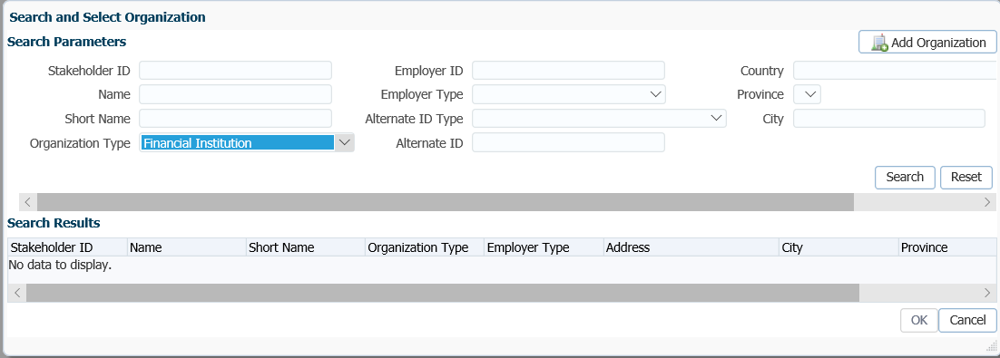 Search and Select Organization
Search Parameters
Add Organization
Stakeholder ID Employer ID Country
Name Employer Type Province
Short Name Alternate ID Type City
Organization Type Financial Institution Alternate ID
Search Reset
Search Results
Stakeholder ID Name Short Name Organization Type Employer Type Address City Province
No data to display.
OK Cancel